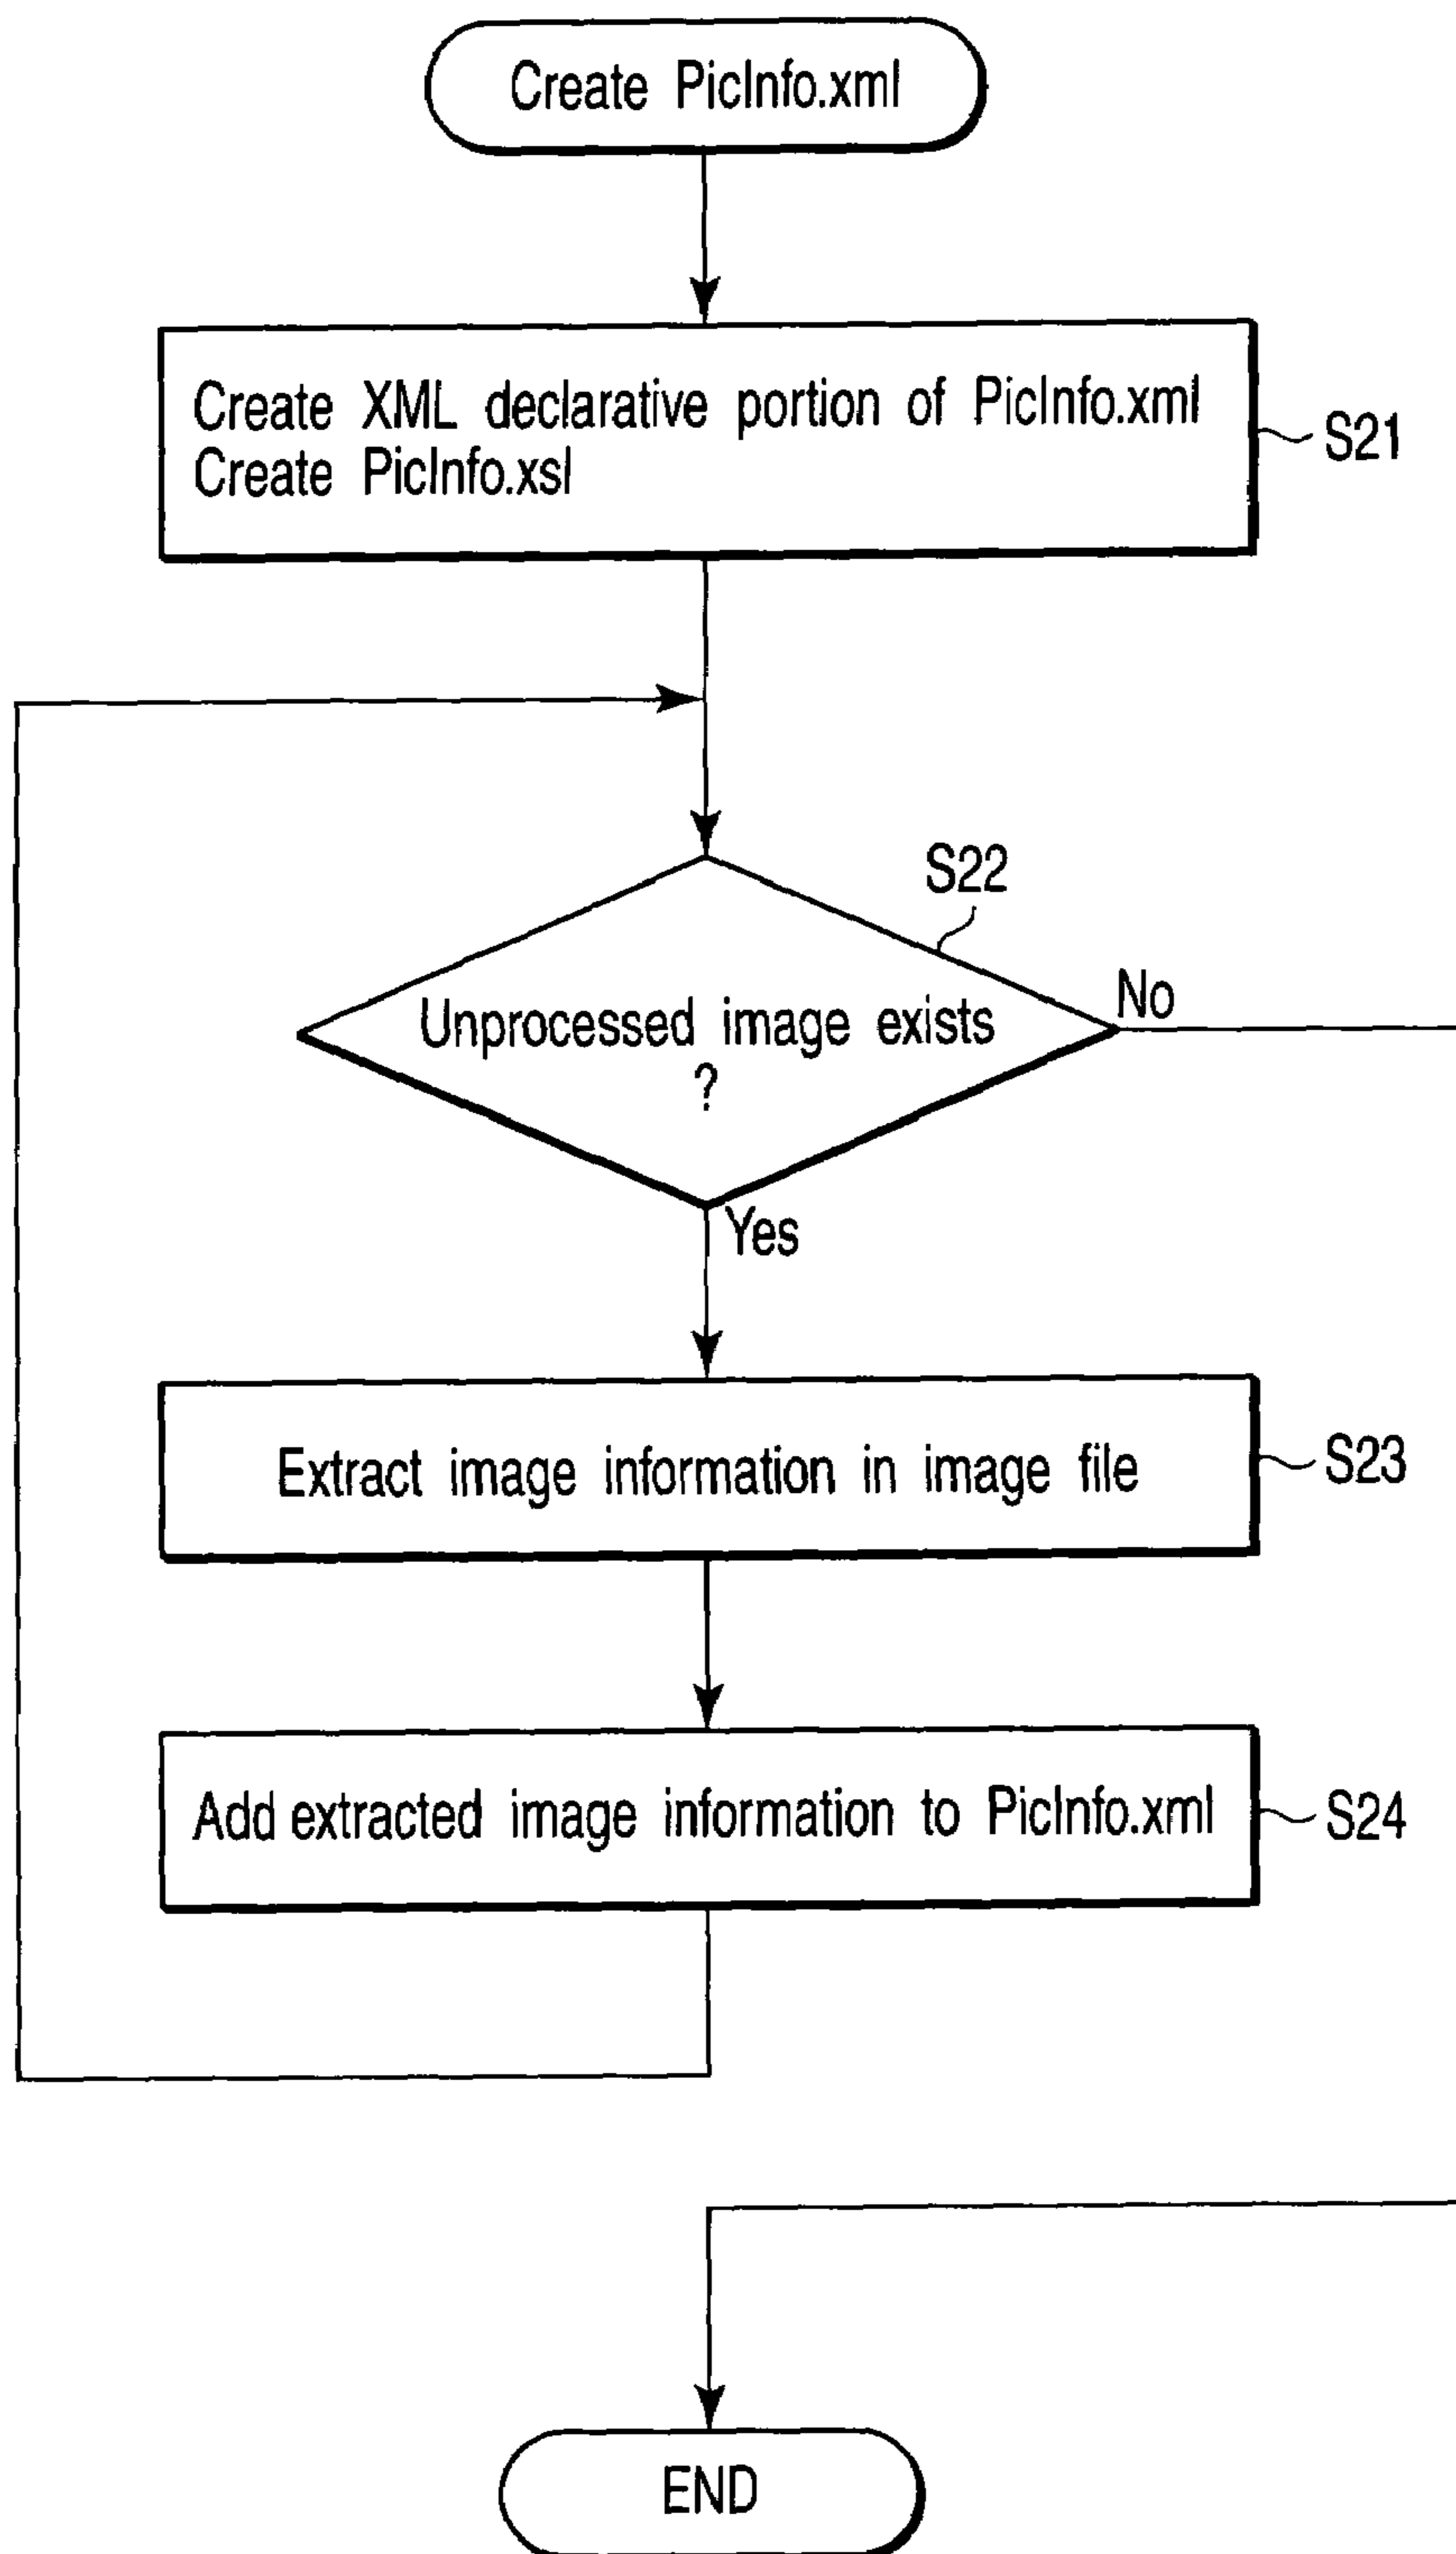 Create PicInfo.xml
Create XML declarative portion of PicInfo.xml
Create PicInfo.xsl
S21
S22
Unprocessed image exists
?
No
Yes
Extract image information in image file
S23
Add extracted image information to PicInfo.xml
S24
END